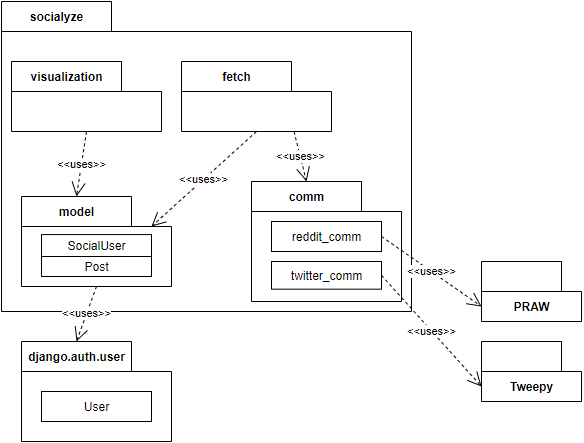 socialyze
visualization
fetch
<<uses>>
<<uses>>
<<uses>>
model
SocialUser
Post
comm
reddit_comm
twitter_comm
<<uses>>
<<uses>>
<<uses>>
PRAW
Tweepy
django.auth.user
User